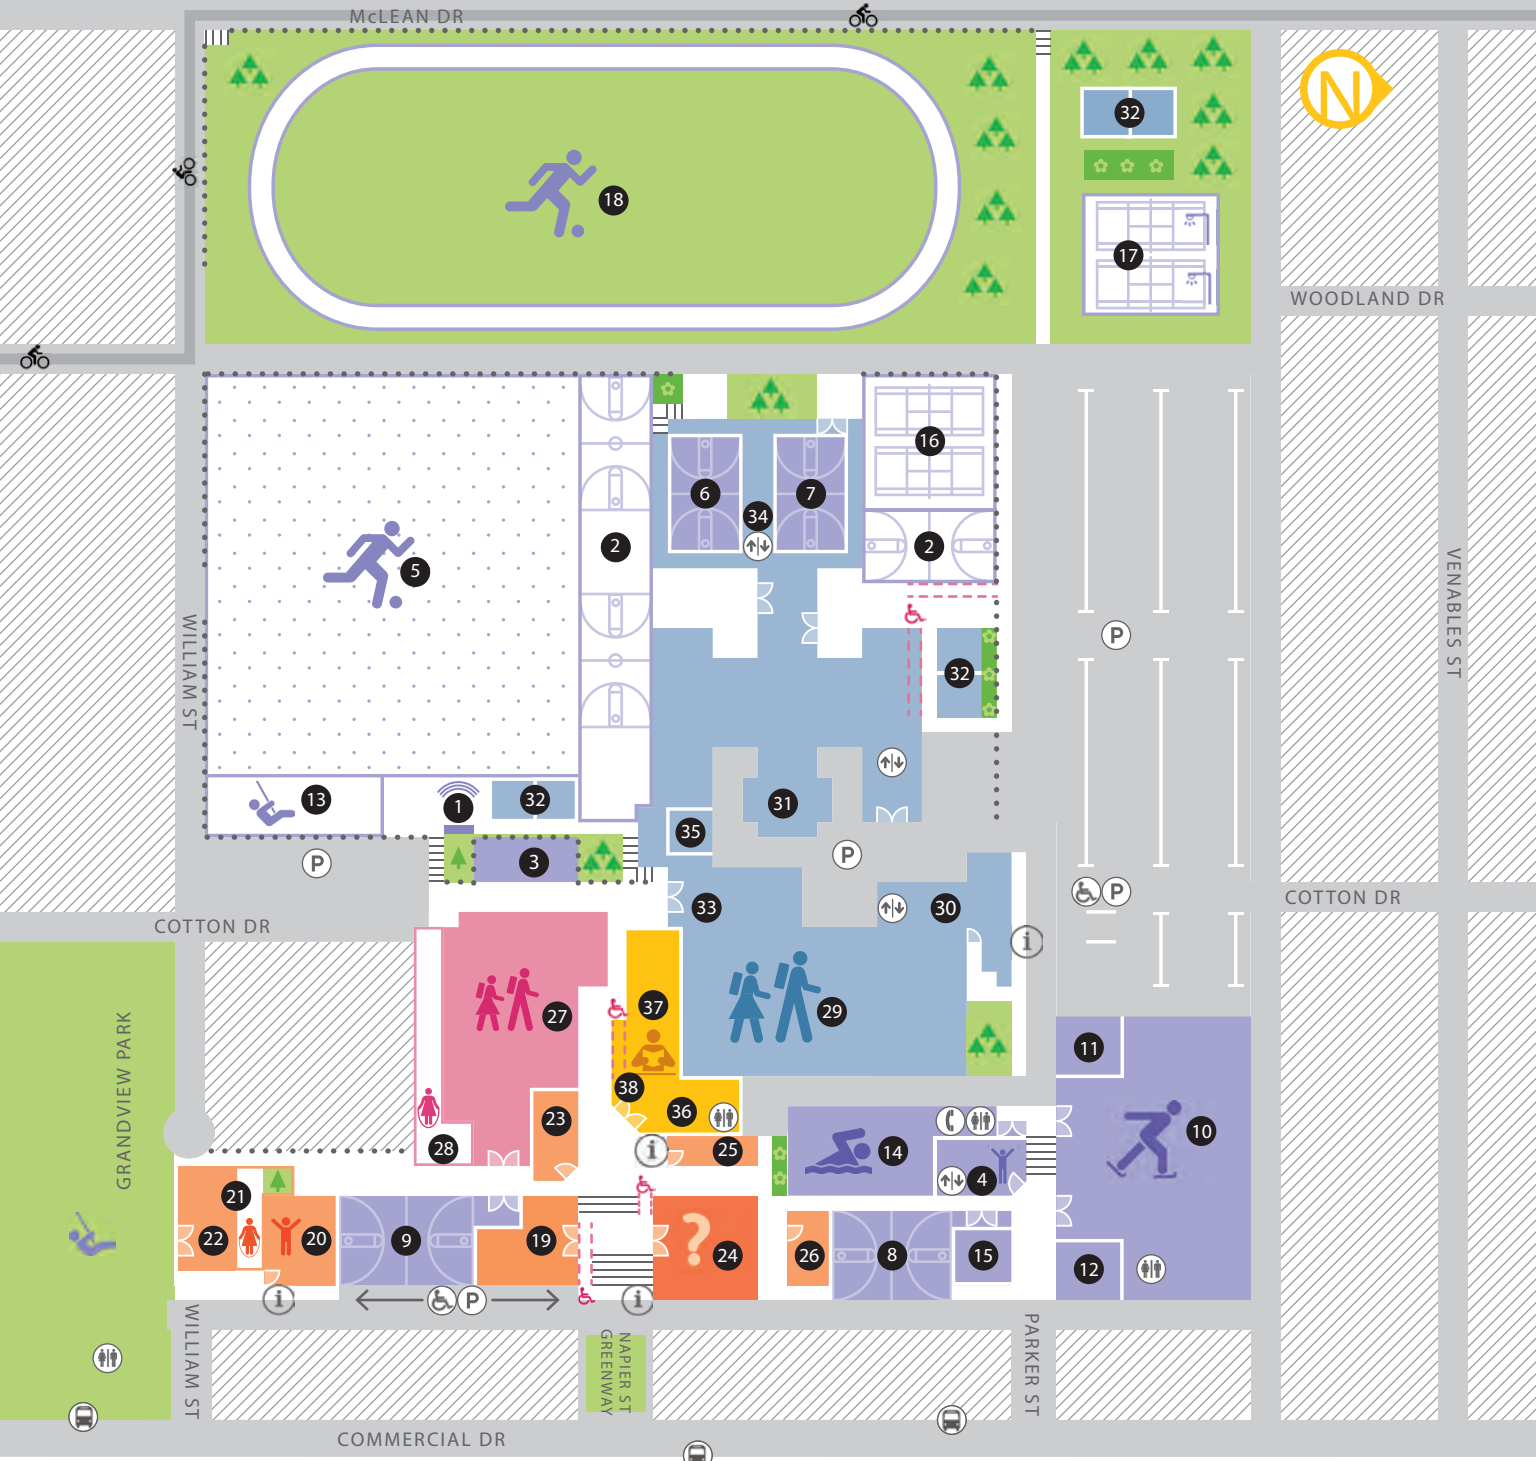 McLEAN DR
N
32
18
17
WOODLAND DR
16
6
7
34
2
2
5
VENABLES ST
WILLIAM ST
P
32
13
1
32
31
35
3
P
P
P
COTTON DR
33
30
COTTON DR
i
37
29
27
GRANDVIEW PARK
11
38
36
23
28
i
25
14
10
4
21
22
20
9
19
24
26
8
15
12
i
P
i
WILLIAM ST
NAPIER ST
GREENWAY
PARKER ST
COMMERCIAL DR